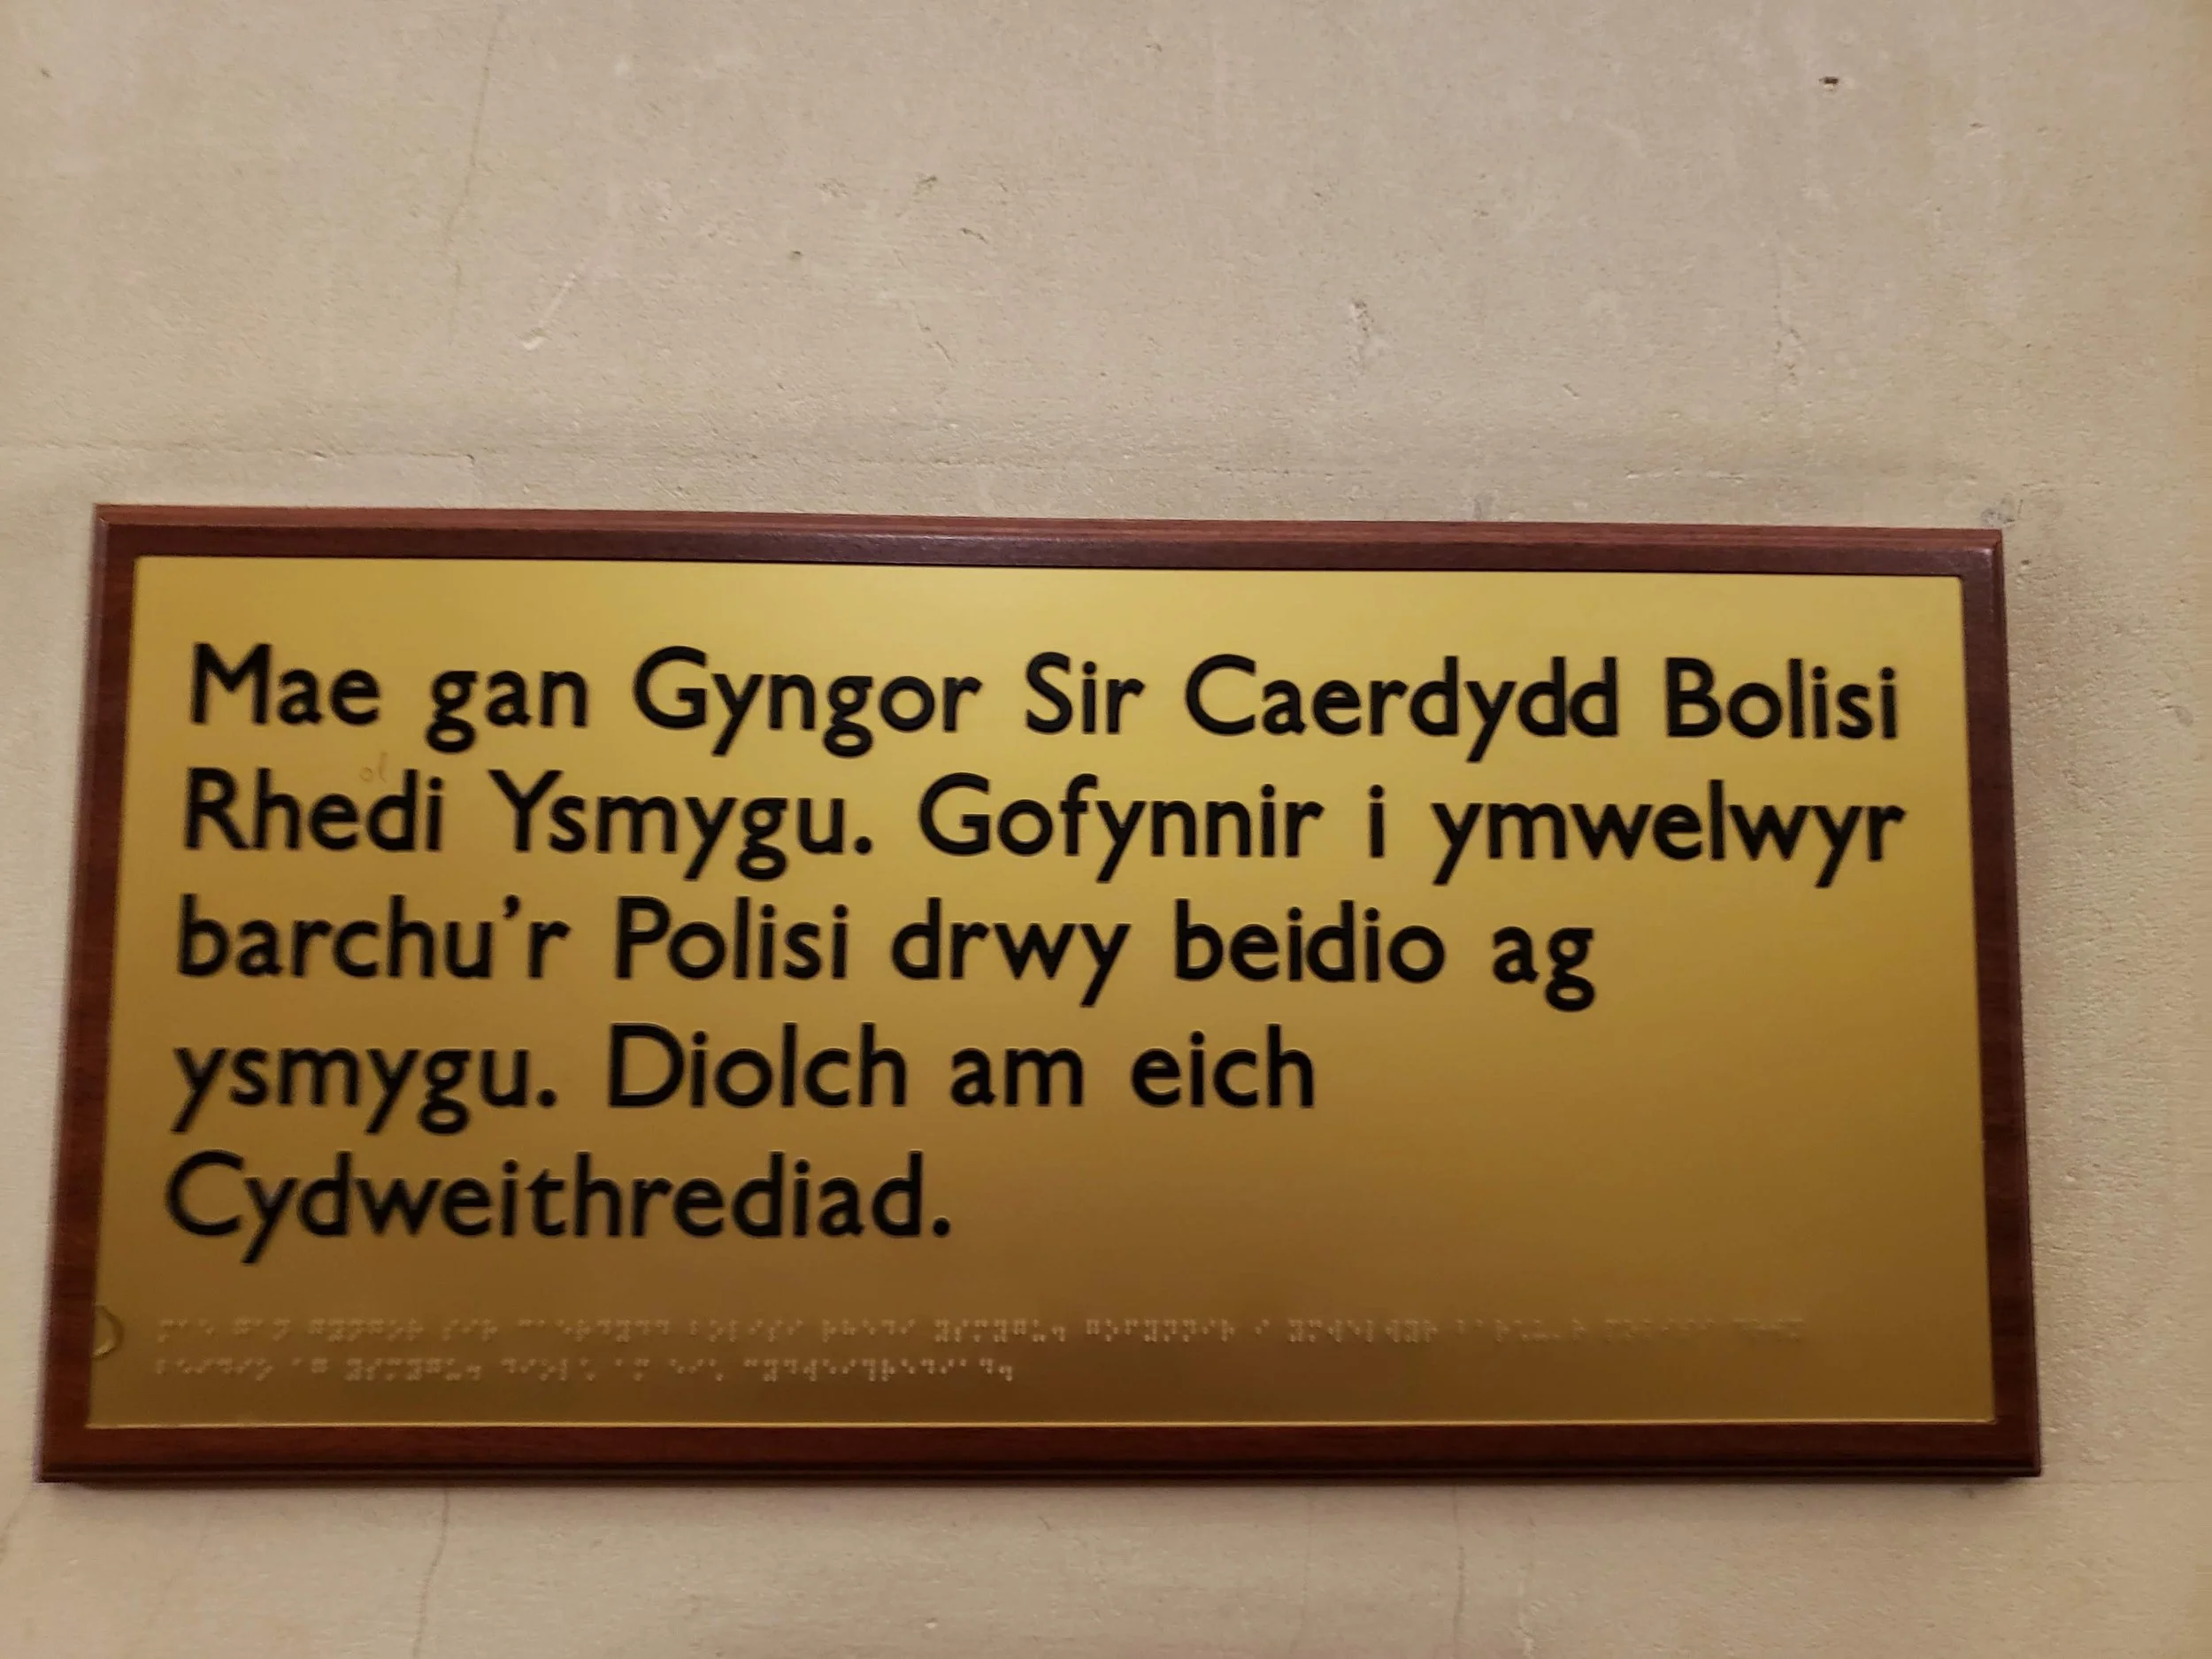 Mae gan Gyngor Sir Caerdydd Bolisi
Rhedi Ysmygu. Gofynnir i ymwelwyr
barchu'r Polisi drwy beidio ag
ysmygu. Diolch am eich
Cydweithrediad.